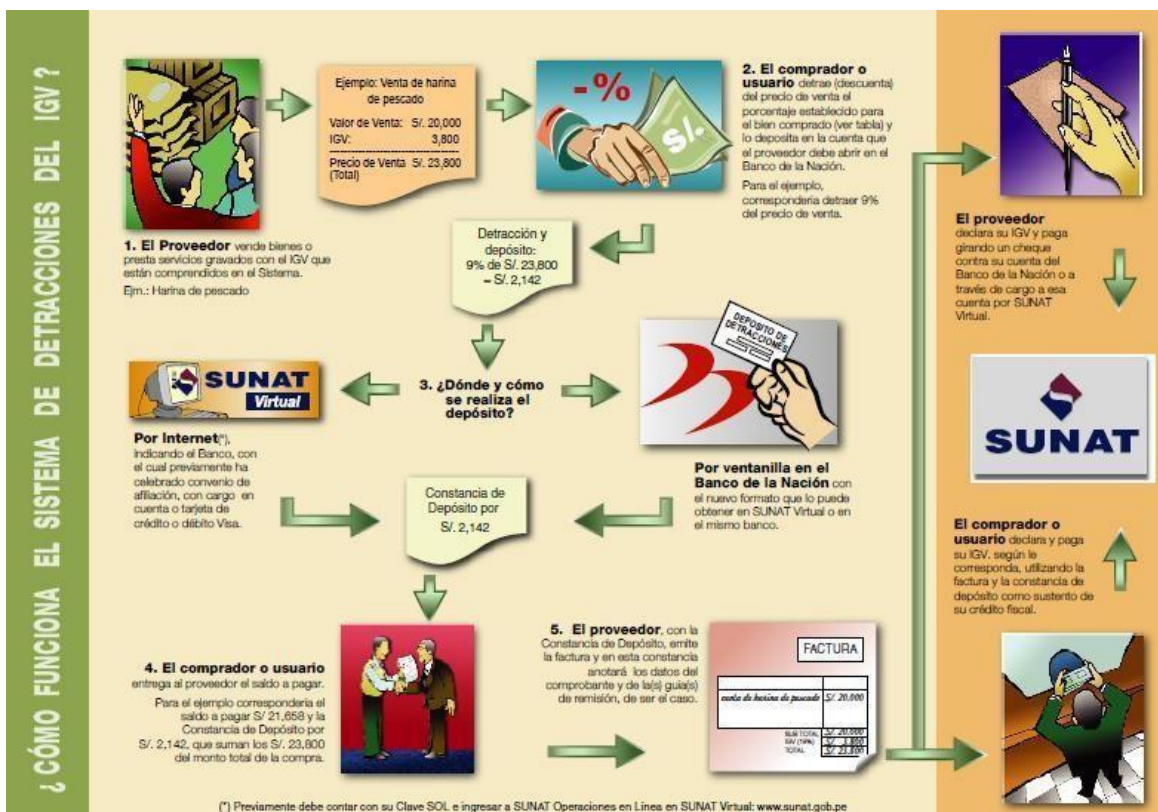 ¿CÓMO FUNCIONA EL SISTEMA DE DETRACCIONES DEL IGV?
1. El Proveedor vende bienes o
presta servicios gravados con el IGV que
están comprendidos en el Sistema.
Ejm.: Harina de pescado
Ejemplo: Venta de harina
de pescado
Valor de Venta: S/. 20,000
IGV: 3,800
Precio de Venta S/. 23,800
(Total)
-%
S/.
2. El comprador o
usuario detrae (descuenta)
del precio de venta el
porcentaje establecido para
el bien comprado (ver tabla) y
lo deposita en la cuenta que
el proveedor debe abrir en el
Banco de la Nación.
Para el ejemplo,
correspondería detraer 9%
del precio de venta.
Detracción y
depósito:
9% de S/. 23,800
= S/. 2,142
3. ¿Dónde y cómo
se realiza el
depósito?
SUNAT
Virtual
Por Internet(*),
indicando el Banco, con
el cual previamente ha
celebrado convenio de
afiliación, con cargo en
cuenta o tarjeta de
crédito o débito Visa.
DEPOSITO DE
DETRACCIONES
Por ventanilla en el
Banco de la Nación con
el nuevo formato que lo puede
obtener en SUNAT Virtual o en
el mismo banco.
Constancia de
Depósito por
S/. 2,142
4. El comprador o usuario
entrega al proveedor el saldo a pagar.
Para el ejemplo correspondería el
saldo a pagar S/ 21,658 y la
Constancia de Depósito por
S/. 2,142, que suman los S/. 23,800
del monto total de la compra.
5. El proveedor, con la
Constancia de Depósito, emite
la factura y en esta constancia
anotará los datos del
comprobante y de la(s) guía(s)
de remisión, de ser el caso.
FACTURA
venta de harina de pescado S/. 20.000
SUB TOTAL S/. 20.000
IGV (19%) S/. 3.800
TOTAL S/. 23.800
El proveedor
declara su IGV y paga
girando un cheque
contra su cuenta del
Banco de la Nación o a
través de cargo a esa
cuenta por SUNAT
Virtual.
SUNAT
El comprador o
usuario declara y paga
su IGV. según le
corresponda, utilizando la
factura y la constancia de
depósito como sustento de
su crédito fiscal.
(*) Previamente debe contar con su Clave SOL e ingresar a SUNAT Operaciones en Línea en SUNAT Virtual: www.sunat.gob.pe